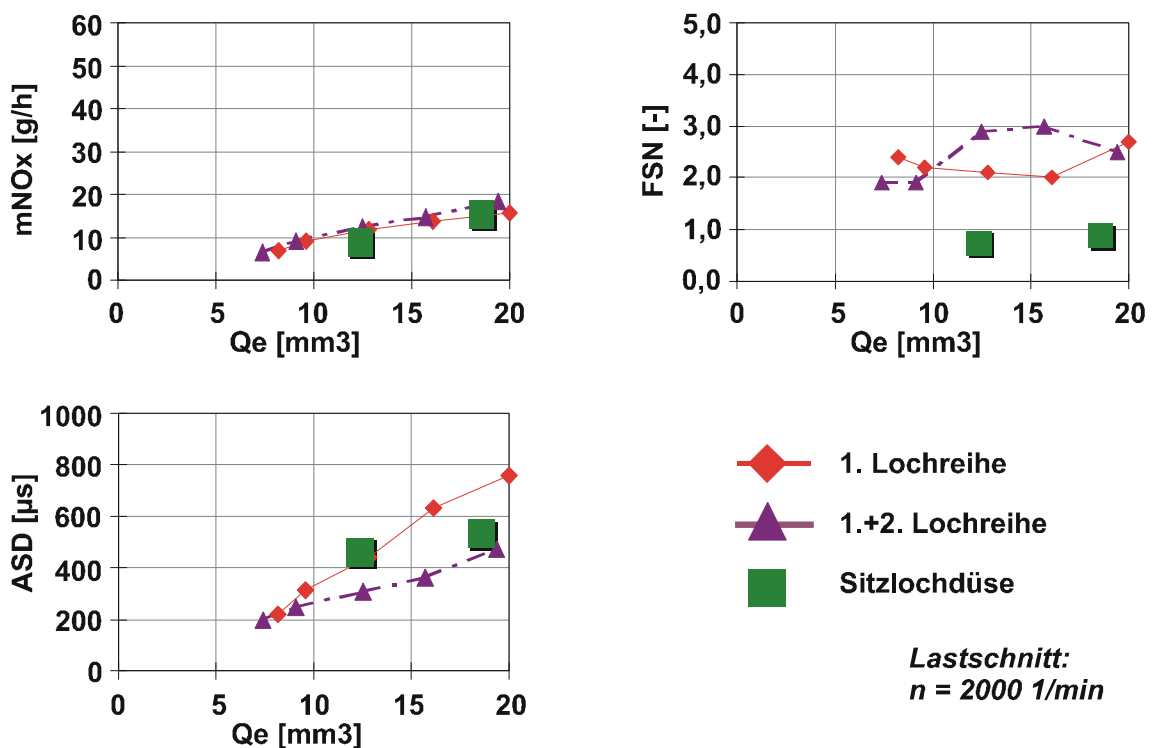 mNOx [g/h]
60
50
40
30
20
10
0
0 5 10 15 20
Qe [mm3]
FSN [-]
5,0
4,0
3,0
2,0
1,0
0,0
0 5 10 15 20
Qe [mm3]
ASD [µs]
1000
800
600
400
200
0
0 5 10 15 20
Qe [mm3]
1. Lochreihe
1.+2. Lochreihe
Sitzlochdüse
Lastschnitt:
n = 2000 1/min